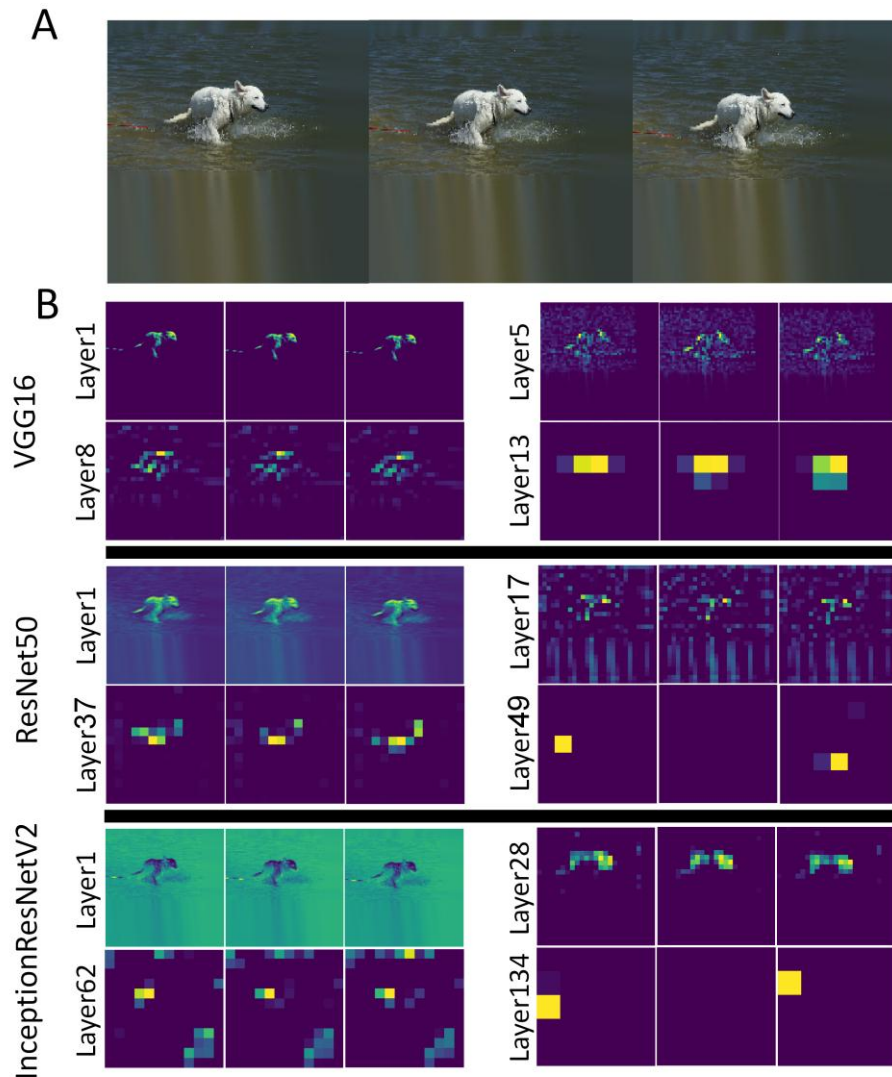 A
B
VGG16
Layer1
Layer5
Layer8
Layer13
ResNet50
Layer1
Layer17
Layer37
Layer49
InceptionResNetV2
Layer1
Layer28
Layer62
Layer134